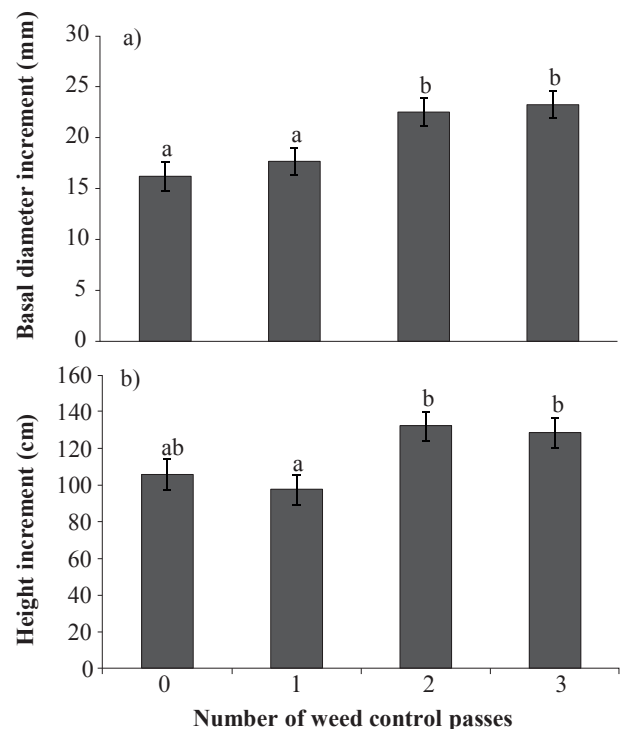 a)
Basal diameter increment (mm)
30
25
20
15
10
5
0
a
a
b
b
b)
Height increment (cm)
160
140
120
100
80
60
40
20
0
ab
a
b
b
0 1 2 3
Number of weed control passes